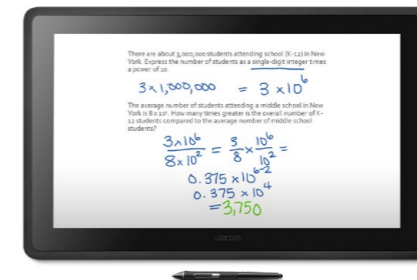 There are about 3,000,000 students attending school (K-12) in New
York. Express the number of students as a single-digit integer times
a power of 10.
3 × 1,000,000 = 3 × 10⁶
The average number of students attending a middle school in New
York is 8 x 10². How many times greater is the overall number of K-
12 students compared to the average number of middle school
students?
3×10⁶/8×10² = 3/8 × 10⁶/10² =
0.375 × 10⁶⁻²
0.375 × 10⁴
= 3,750
wacom